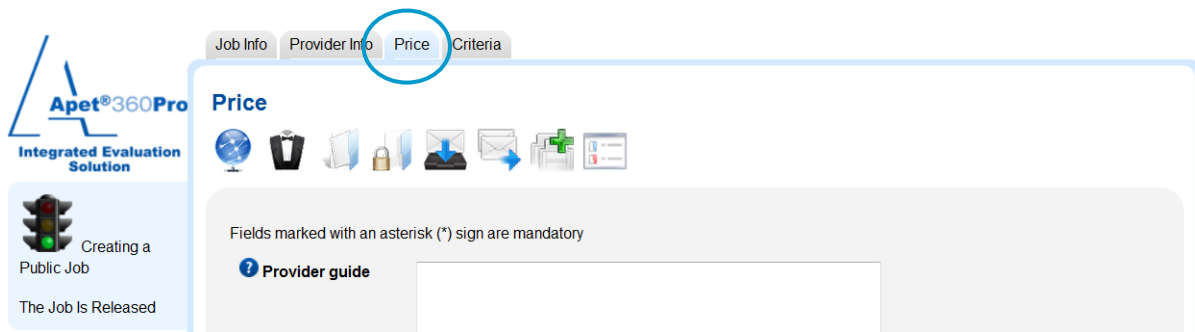 Job Info Provider Info Price Criteria
Apet®360Pro
Integrated Evaluation
Solution
Price
Creating a
Public Job
The Job Is Released
Fields marked with an asterisk (*) sign are mandatory
? Provider guide